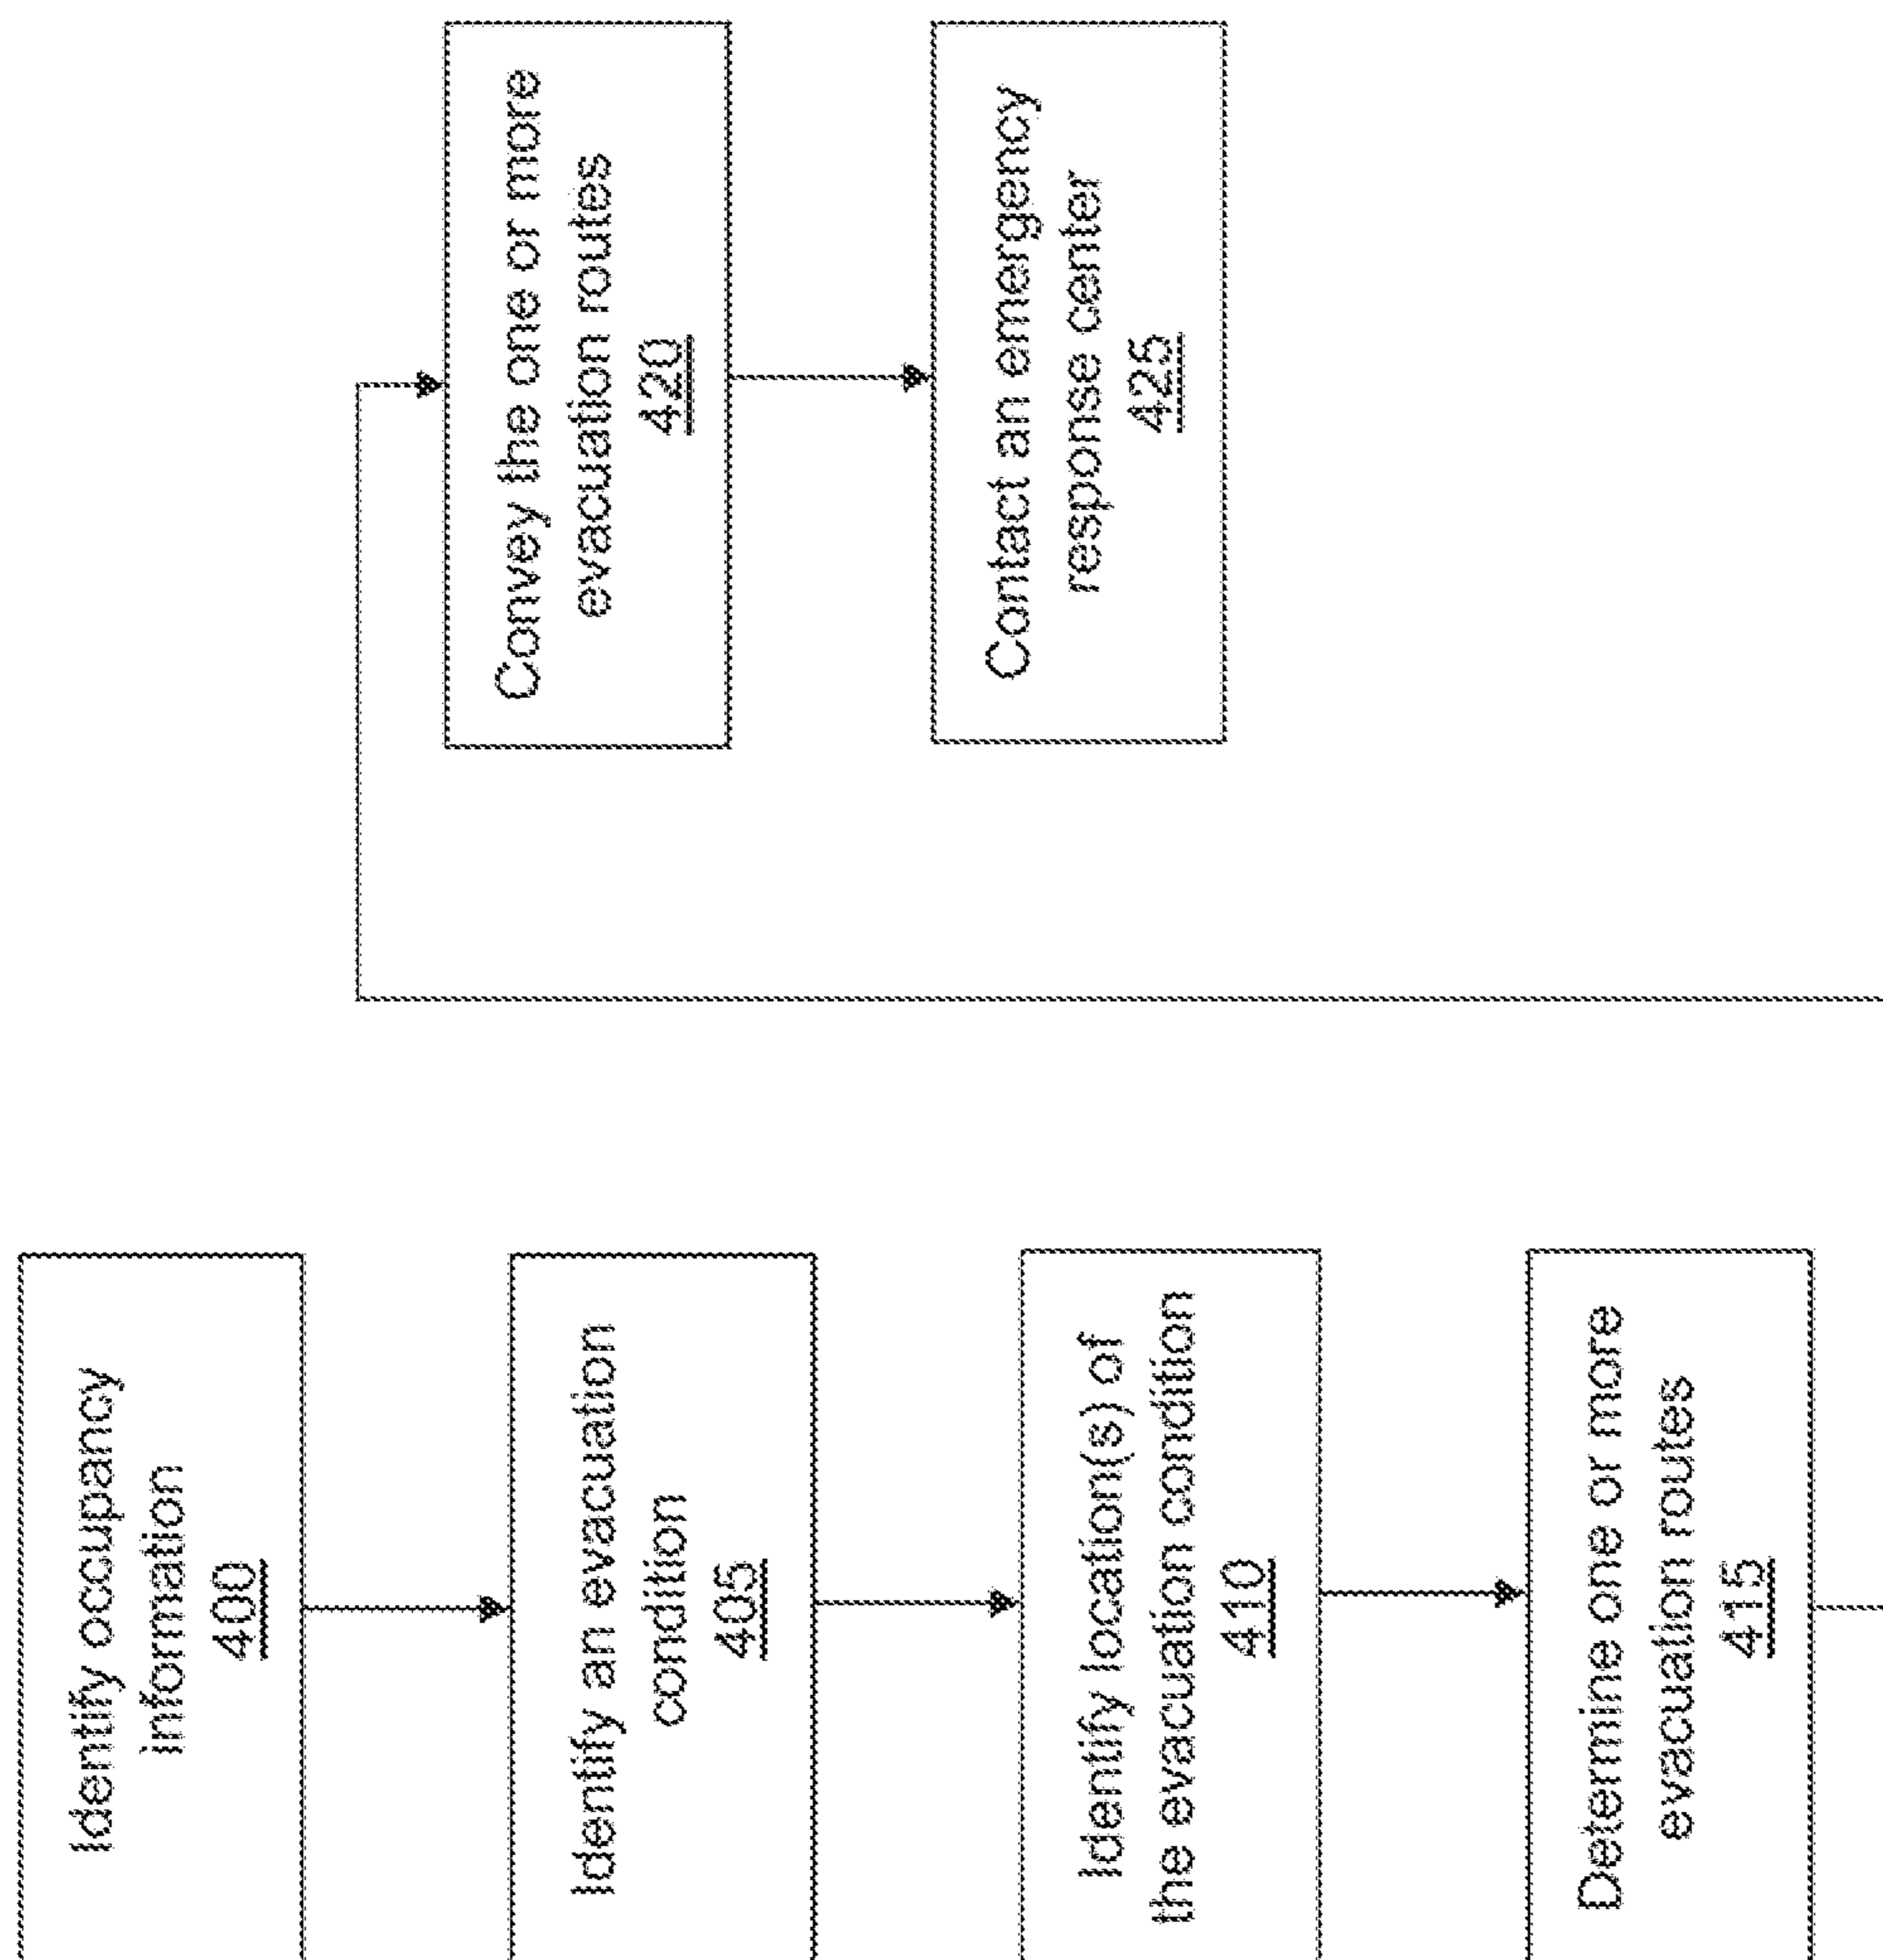 Identify occupancy
information
400
Identify an evacuation
condition
405
Identify location(s) of
the evacuation condition
410
Determine one or more
evacuation routes
415
Convey the one or more
evacuation routes
420
Contact an emergency
response center
425